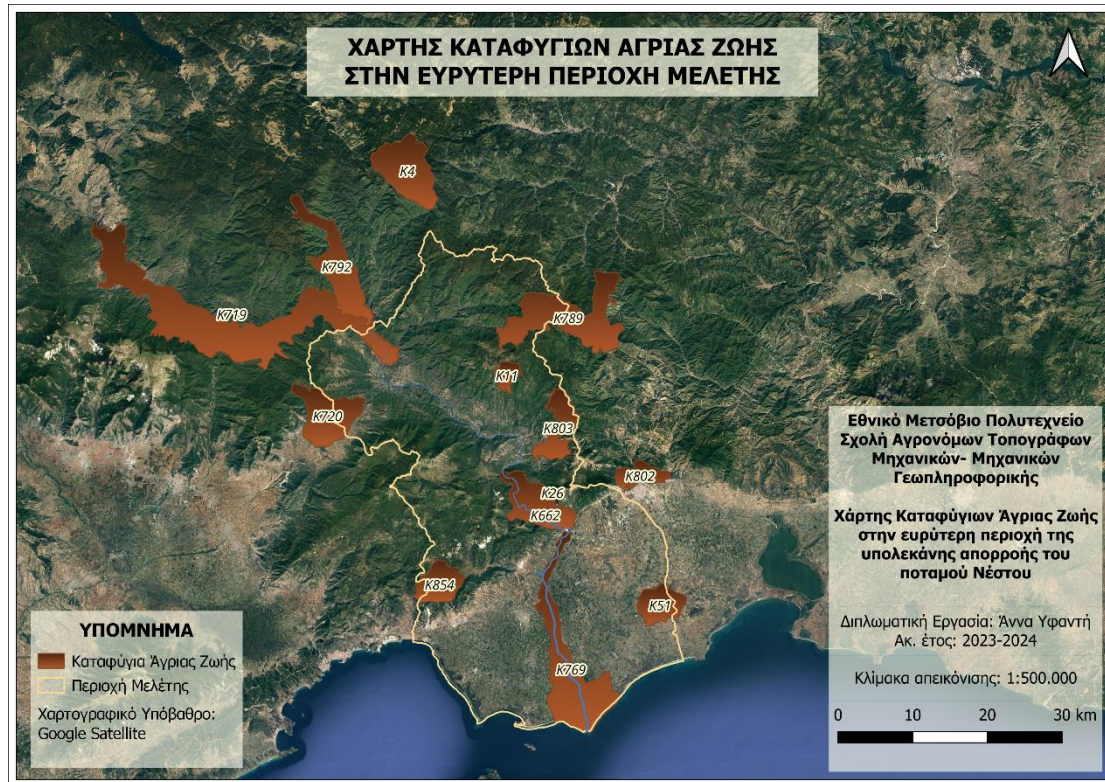 ΧΑΡΤΗΣ ΚΑΤΑΦΥΓΙΩΝ ΑΓΡΙΑΣ ΖΩΗΣ
ΣΤΗΝ ΕΥΡΥΤΕΡΗ ΠΕΡΙΟΧΗ ΜΕΛΕΤΗΣ
K4
K792
K719
K789
K11
K720
K803
K802
K26
K662
K854
K51
K769
Εθνικό Μετσόβιο Πολυτεχνείο
Σχολή Αγρονόμων Τοπογράφων
Μηχανικών- Μηχανικών
Γεωπληροφορικής
Χάρτης Καταφύγιων Άγριας Ζωής
στην ευρύτερη περιοχή της
υπολεκάνης απορροής του
ποταμού Νέστου
Διπλωματική Εργασία: Άννα Υφαντή
Ακ. έτος: 2023-2024
Κλίμακα απεικόνισης: 1:500.000
0 10 20 30 km
ΥΠΟΜΝΗΜΑ
Καταφύγια Άγριας Ζωής
Περιοχή Μελέτης
Χαρτογραφικό Υπόβαθρο:
Google Satellite